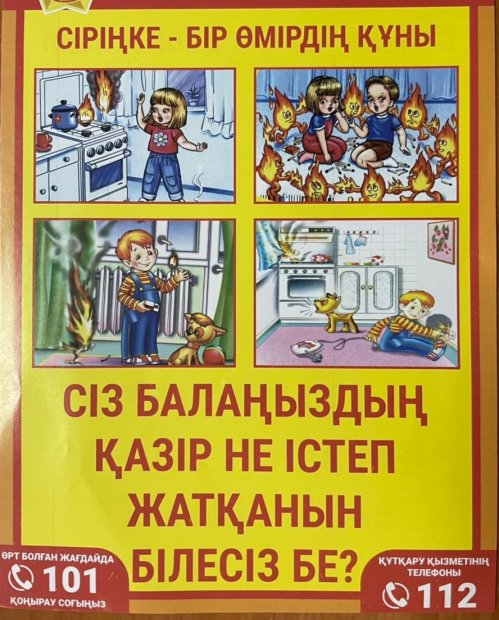 СІРІҢКЕ - БІР ӨМІРДІҢ ҚҰНЫ
СІЗ БАЛАҢЫЗДЫҢ
ҚАЗІР НЕ ІСТЕП
ЖАТҚАНЫН
БІЛЕСІЗ БЕ?
ӨРТ БОЛҒАН ЖАҒДАЙДА
101
ҚОҢЫРАУ СОҒЫҢЫЗ
ҚҰТҚАРУ ҚЫЗМЕТІНІҢ
ТЕЛЕФОНЫ
112